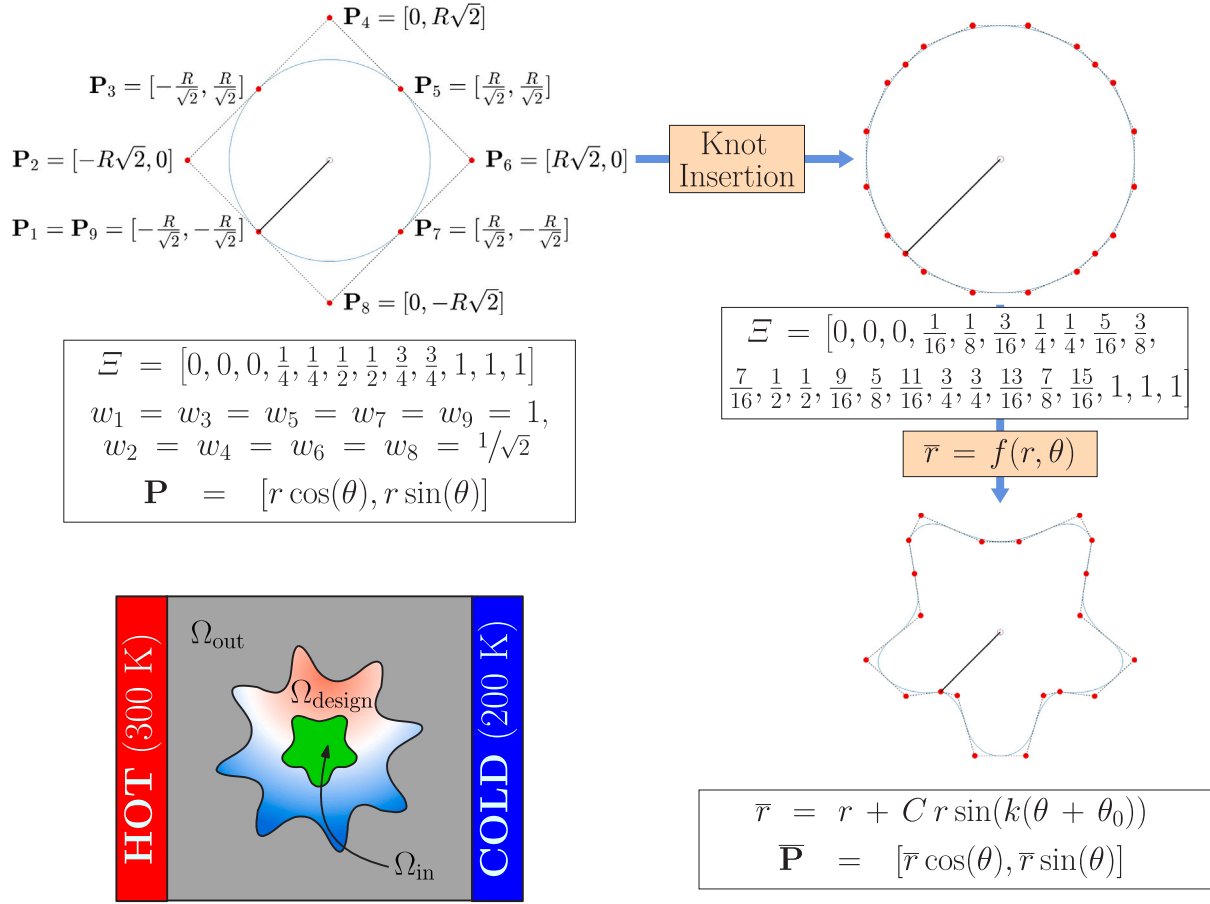 P₄ = [0, R√2]
P₃ = [-R/√2, R/√2]
P₅ = [R/√2, R/√2]
P₂ = [-R√2, 0]
P₆ = [R√2, 0]
P₁ = P₉ = [-R/√2, -R/√2]
P₇ = [R/√2, -R/√2]
P₈ = [0, -R√2]
Knot
Insertion
Ξ = [0, 0, 0, 1/4, 1/4, 1/2, 1/2, 3/4, 3/4, 1, 1, 1]
w₁ = w₃ = w₅ = w₇ = w₉ = 1,
w₂ = w₄ = w₆ = w₈ = 1/√2
P = [r cos(θ), r sin(θ)]
Ξ = [0, 0, 0, 1/16, 1/8, 3/16, 1/4, 1/4, 5/16, 3/8,
7/16, 1/2, 1/2, 9/16, 5/8, 11/16, 3/4, 3/4, 13/16, 7/8, 15/16, 1, 1, 1]
r̅ = f(r, θ)
HOT (300 K)
Ω_out
Ω_design
Ω_in
COLD (200 K)
r̅ = r + C r sin(k(θ + θ₀))
P̅ = [r̅ cos(θ), r̅ sin(θ)]